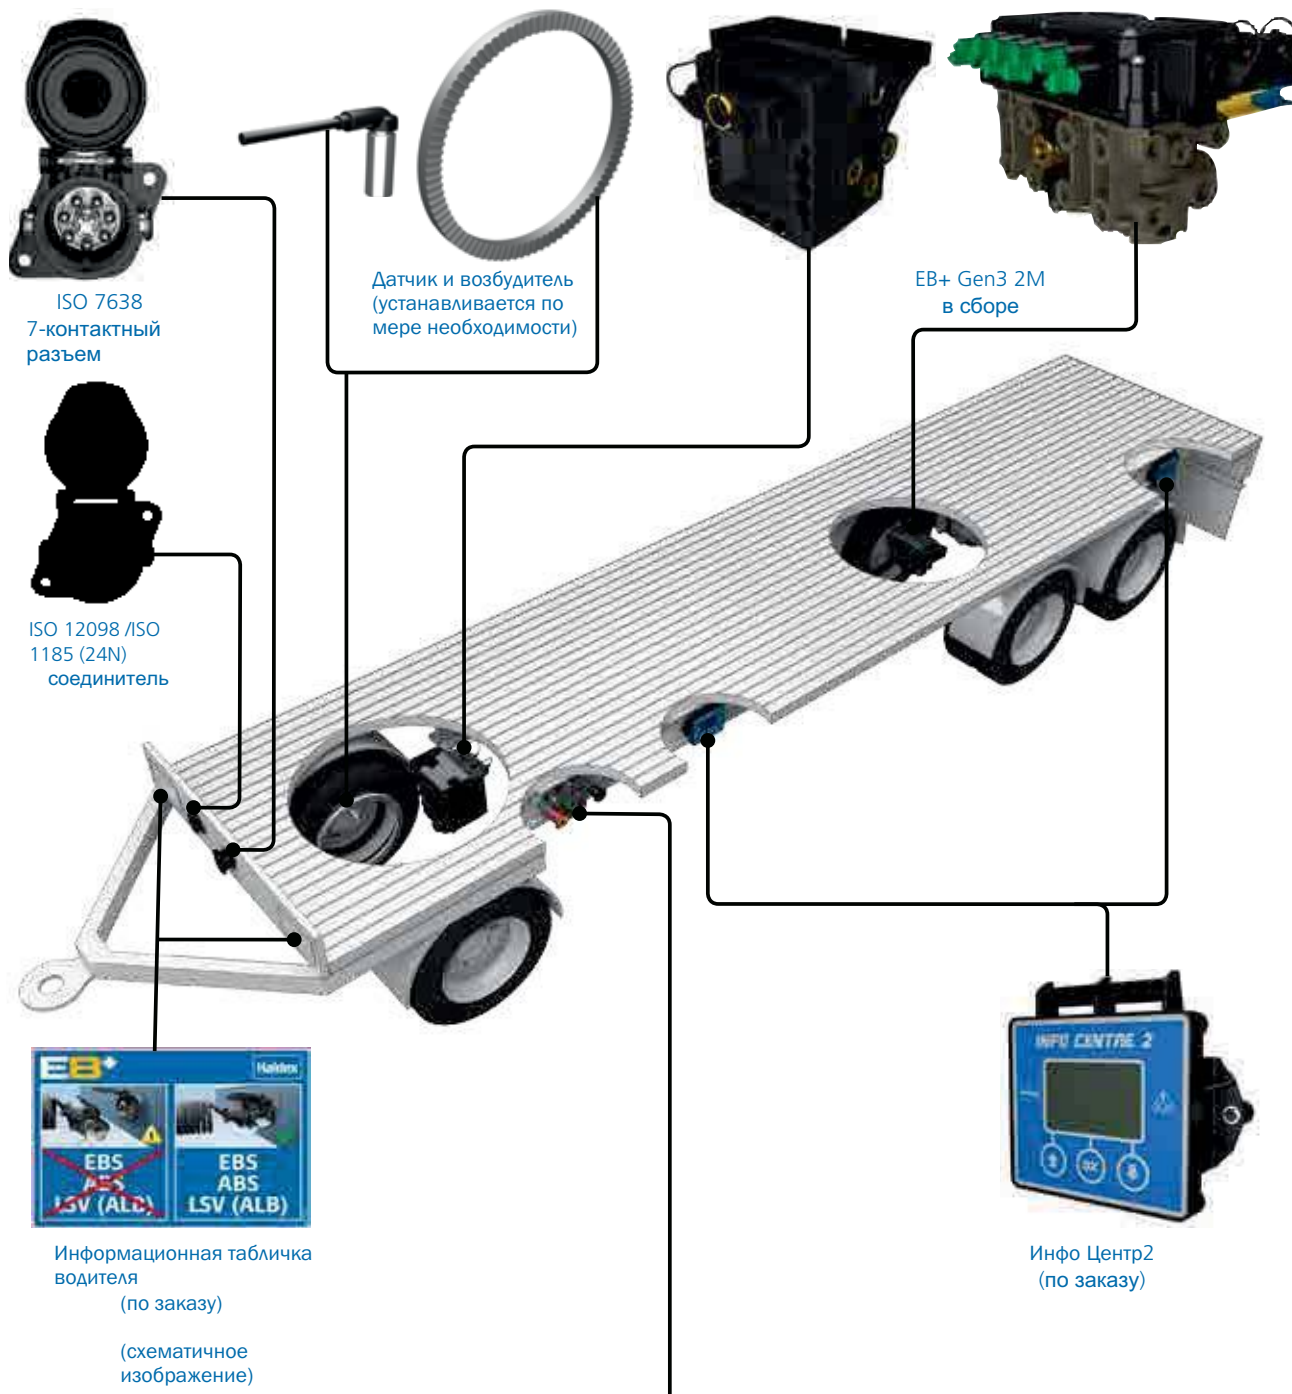 Датчик и возбудитель
(устанавливается по
мере необходимости)
EB+ Gen3 2M
в сборе
ISO 7638
7-контактный
разъем
ISO 12098 /ISO
1185 (24N)
соединитель
EB+
Haldex
EBS
ABS
LSV (ALB)
EBS
ABS
LSV (ALB)
INFO CENTRE 2
OK
Информационная табличка
водителя
(по заказу)
(схематичное
изображение)
Инфо Центр2
(по заказу)